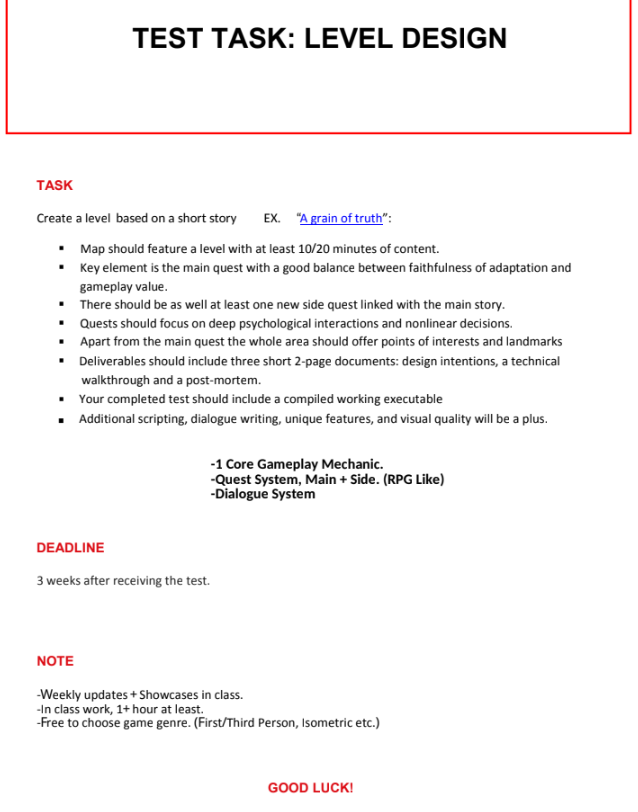 TEST TASK: LEVEL DESIGN
TASK
Create a level based on a short story EX. “A grain of truth”:
▪ Map should feature a level with at least 10/20 minutes of content.
▪ Key element is the main quest with a good balance between faithfulness of adaptation and
gameplay value.
▪ There should be as well at least one new side quest linked with the main story.
▪ Quests should focus on deep psychological interactions and nonlinear decisions.
▪ Apart from the main quest the whole area should offer points of interests and landmarks
▪ Deliverables should include three short 2-page documents: design intentions, a technical
walkthrough and a post-mortem.
▪ Your completed test should include a compiled working executable
▪ Additional scripting, dialogue writing, unique features, and visual quality will be a plus.
-1 Core Gameplay Mechanic.
-Quest System, Main + Side. (RPG Like)
-Dialogue System
DEADLINE
3 weeks after receiving the test.
NOTE
-Weekly updates + Showcases in class.
-In class work, 1+ hour at least.
-Free to choose game genre. (First/Third Person, Isometric etc.)
GOOD LUCK!